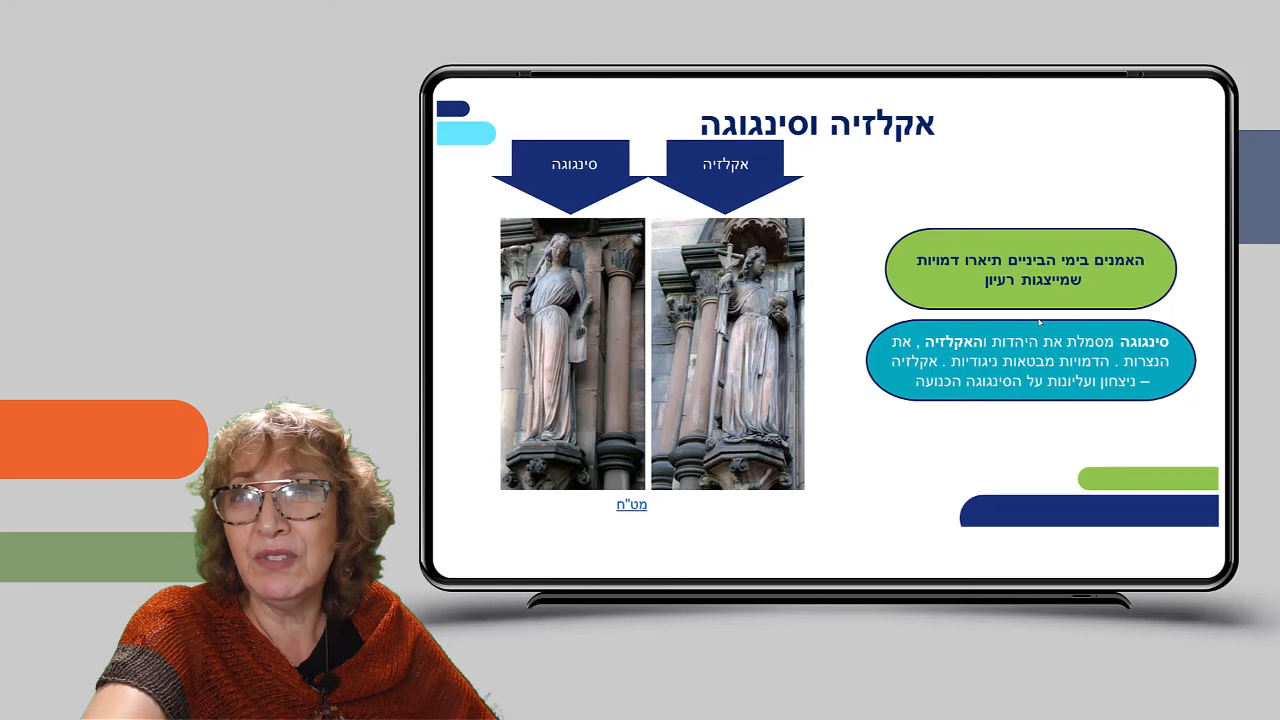 אקלזיה וסינגוגה
אקלזיה
סינגוגה
האמנים בימי הביניים תיארו דמויות
שמייצגות רעיון
סינגוגה מסמלת את היהדות והאקלזיה , את
הנצרות . הדמויות מבטאות ניגודיות . אקלזיה
– ניצחון ועליונות על הסינגוגה הכנועה
מט"ח